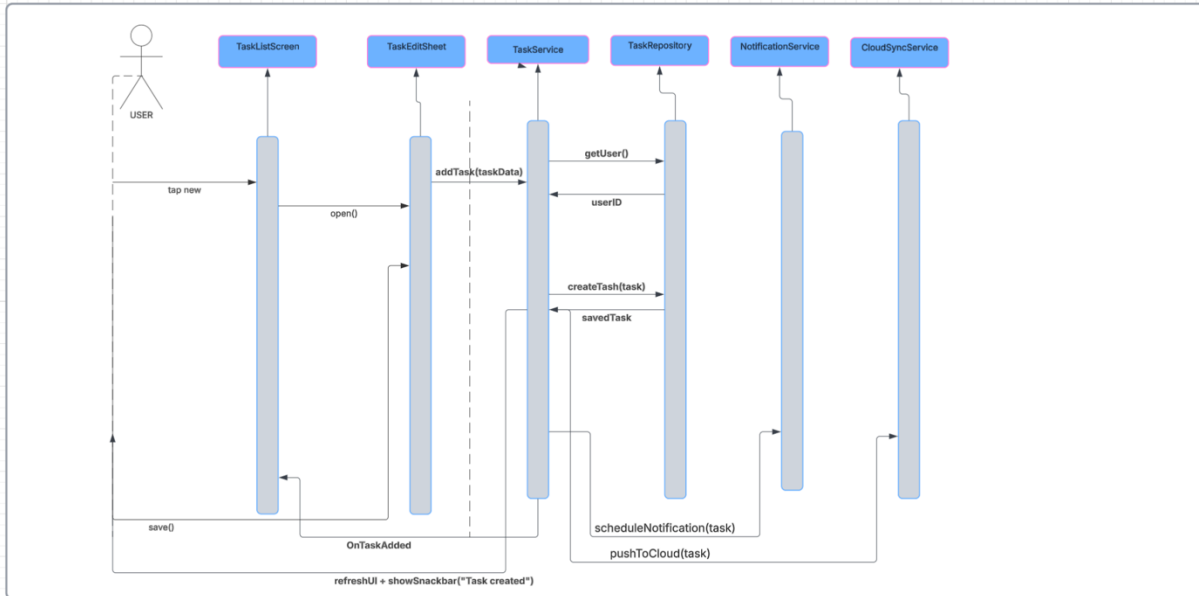 TaskListScreen
TaskEditSheet
TaskService
TaskRepository
NotificationService
CloudSyncService
USER
getUser()
addTask(taskData)
tap new
userID
open()
createTash(task)
savedTask
save()
scheduleNotification(task)
OnTaskAdded
pushToCloud(task)
refreshUI + showSnackbar("Task created")